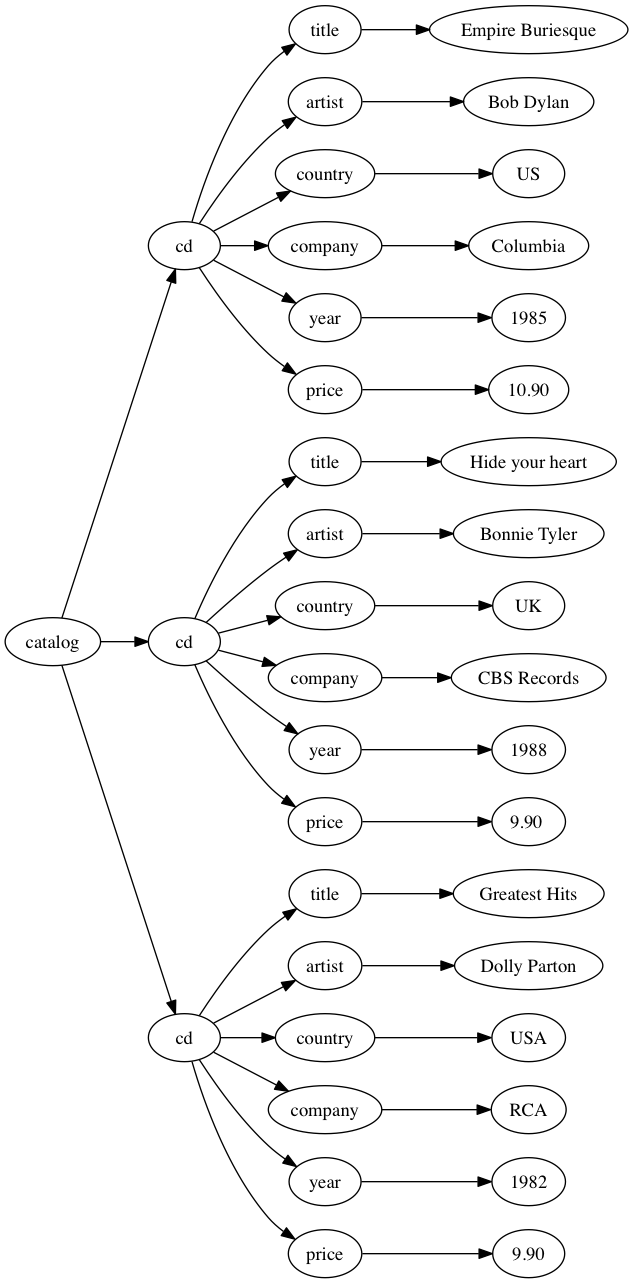 title Empire Buriesque
artist Bob Dylan
country US
cd company Columbia
year 1985
price 10.90
title Hide your heart
artist Bonnie Tyler
country UK
catalog cd
company CBS Records
year 1988
price 9.90
title Greatest Hits
artist Dolly Parton
cd country USA
company RCA
year 1982
price 9.90